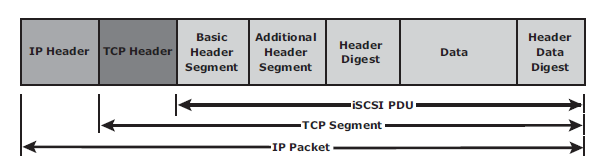 IP Header
TCP Header
Basic
Header
Segment
Additional
Header
Segment
Header
Digest
Data
Header
Data
Digest
iSCSI PDU
TCP Segment
IP Packet